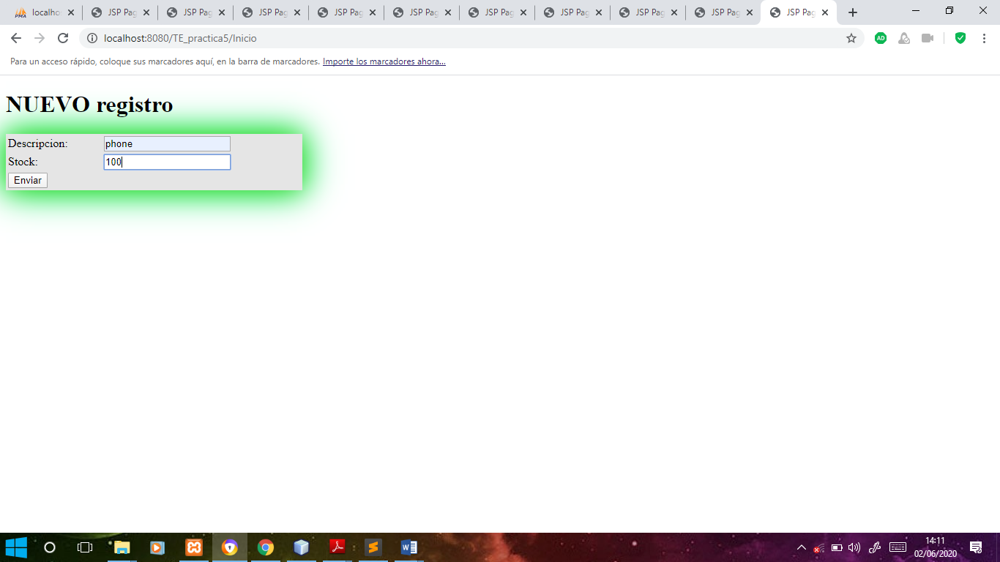 localho
JSP Pag
JSP Pag
JSP Pag
JSP Pag
JSP Pag
JSP Pag
JSP Pag
JSP Pag
JSP Pag
JSP Pag
localhost:8080/TE_practica5/Inicio
AD
Para un acceso rápido, coloque sus marcadores aquí, en la barra de marcadores. Importe los marcadores ahora...
NUEVO registro
Descripcion: phone
Stock: 100
Enviar
14:11
02/06/2020